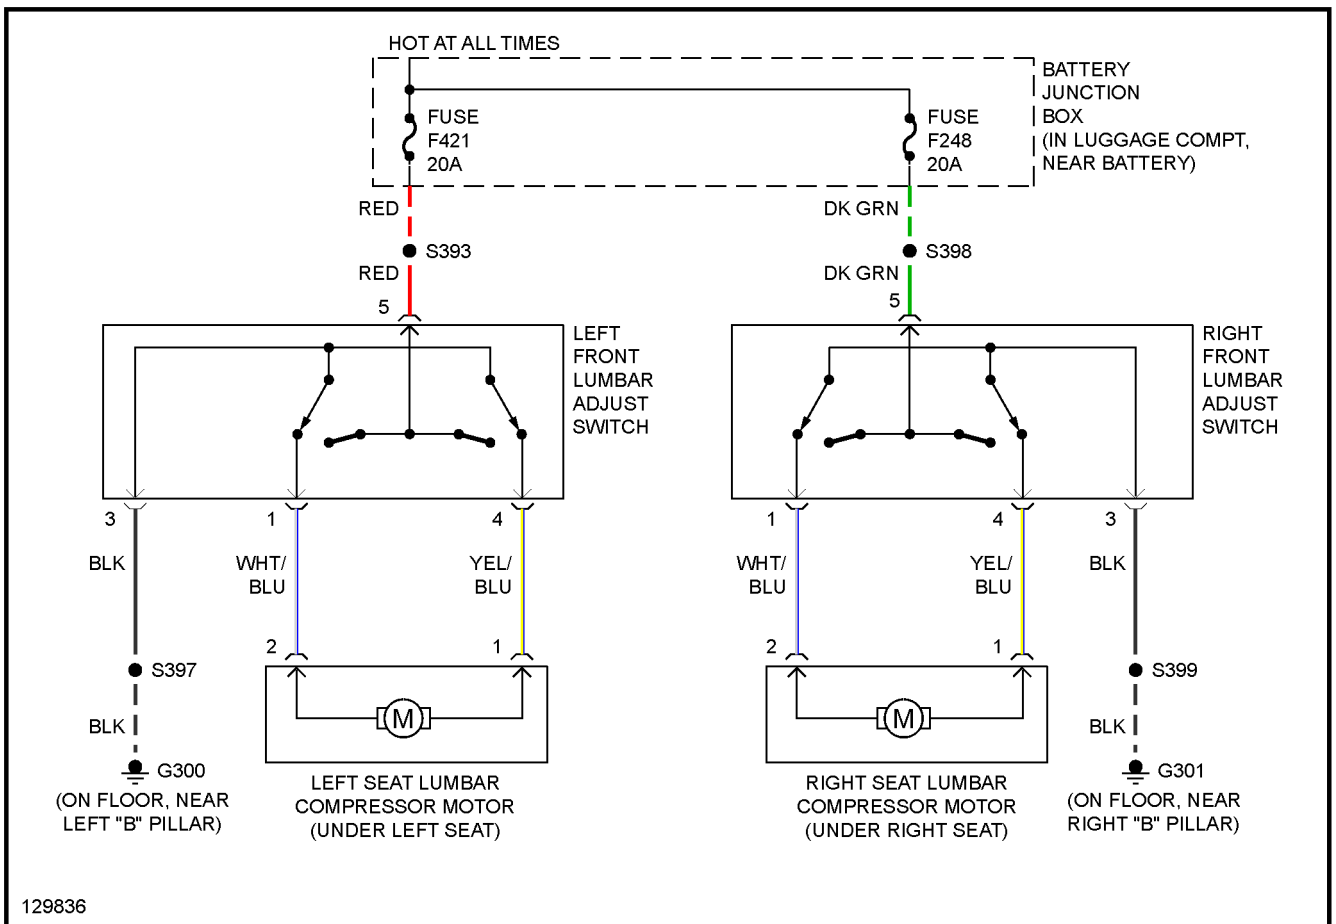 HOT AT ALL TIMES
BATTERY
JUNCTION
BOX
(IN LUGGAGE COMPT,
NEAR BATTERY)
FUSE
F421
20A
FUSE
F248
20A
RED
DK GRN
S393
S398
RED
DK GRN
5
5
LEFT
FRONT
LUMBAR
ADJUST
SWITCH
RIGHT
FRONT
LUMBAR
ADJUST
SWITCH
3
1
4
1
4
3
BLK
WHT/
BLU
YEL/
BLU
WHT/
BLU
YEL/
BLU
BLK
2
1
2
1
S397
S399
M
M
BLK
BLK
G300
(ON FLOOR, NEAR
LEFT "B" PILLAR)
LEFT SEAT LUMBAR
COMPRESSOR MOTOR
(UNDER LEFT SEAT)
RIGHT SEAT LUMBAR
COMPRESSOR MOTOR
(UNDER RIGHT SEAT)
G301
(ON FLOOR, NEAR
RIGHT "B" PILLAR)
129836